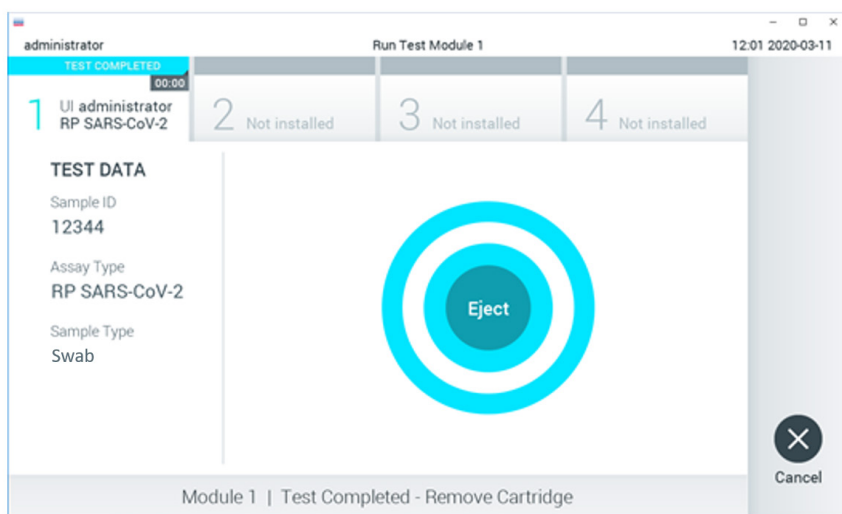 administrator
Run Test Module 1
12:01 2020-03-11
TEST COMPLETED
00:00
1
UI administrator
RP SARS-CoV-2
2 Not installed
3 Not installed
4 Not installed
TEST DATA
Sample ID
12344
Assay Type
RP SARS-CoV-2
Sample Type
Swab
Eject
Cancel
Module 1 | Test Completed - Remove Cartridge